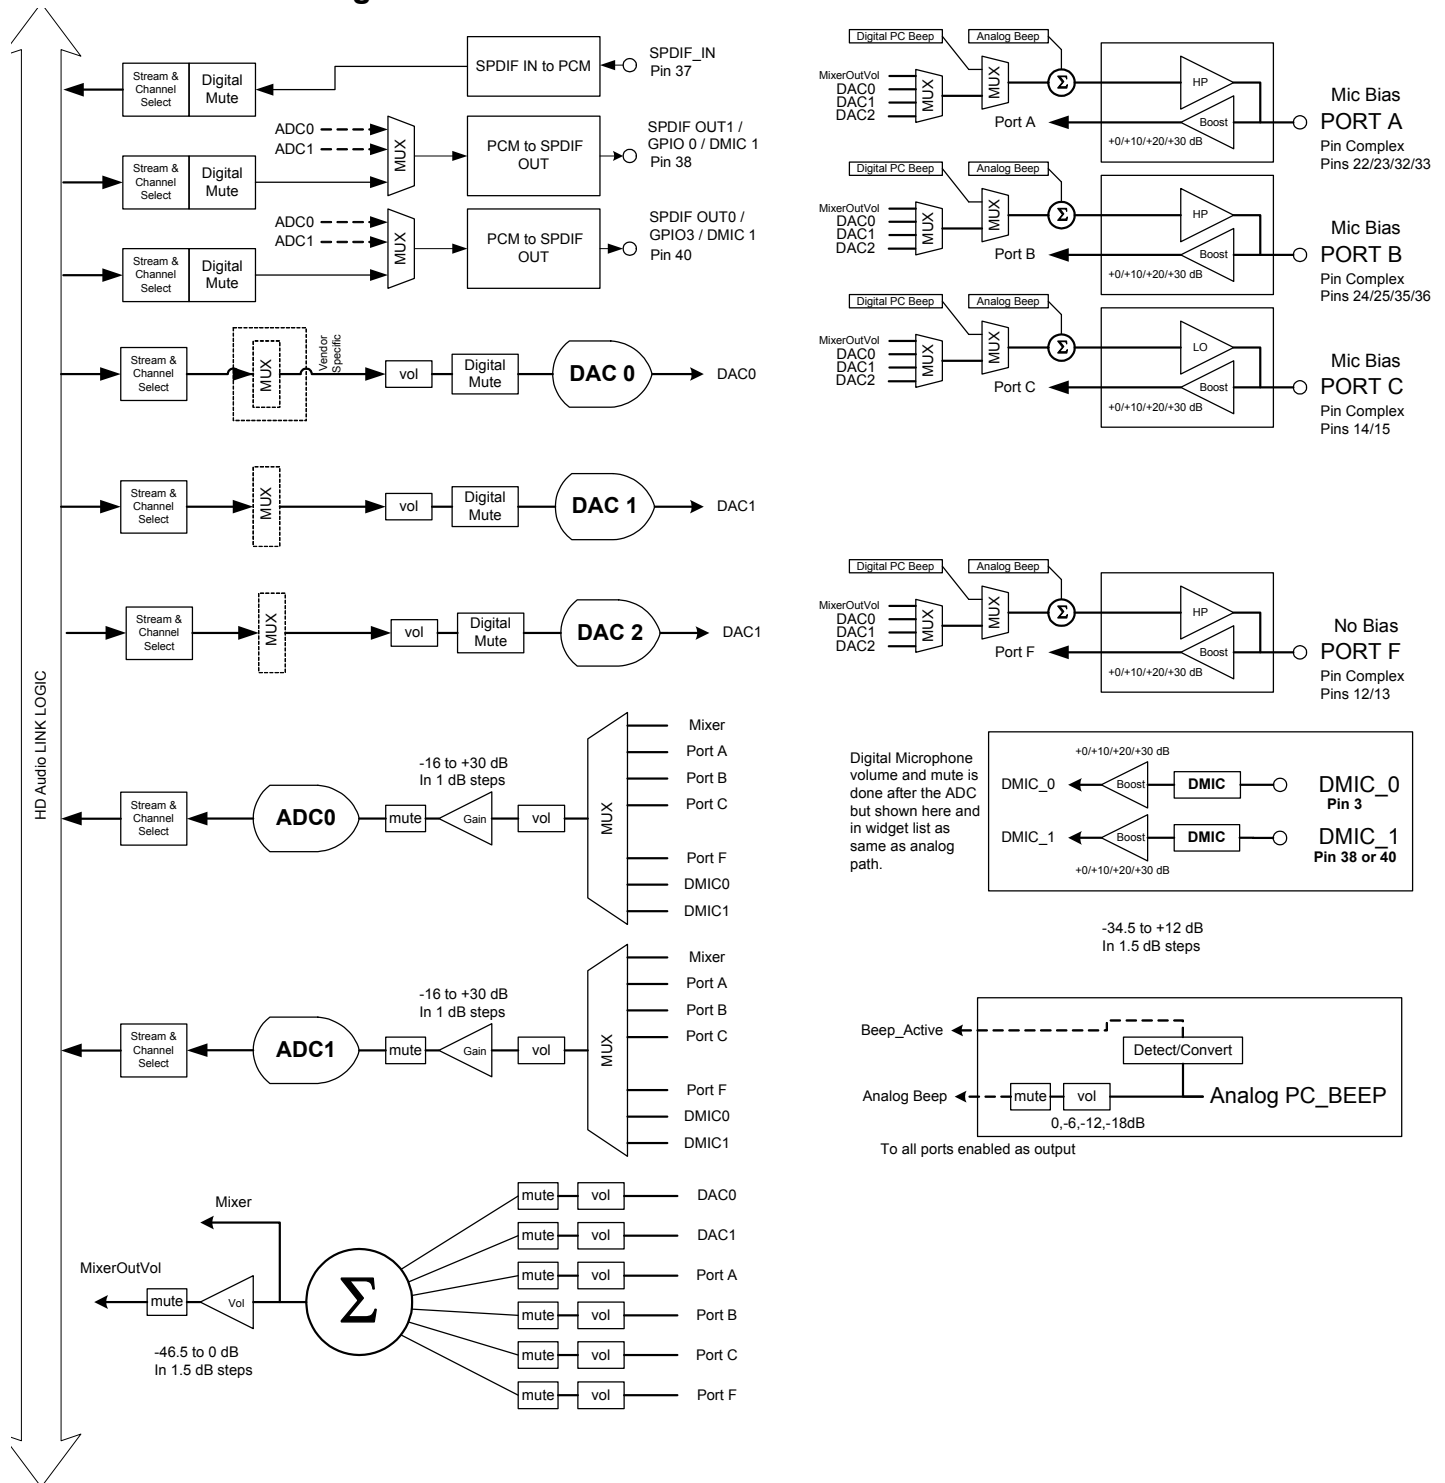 SPDIF_IN
Pin 37
SPDIF IN to PCM
Stream &
Channel
Select
Digital
Mute
ADC0
ADC1
MUX
PCM to SPDIF
OUT
SPDIF OUT1 /
GPIO 0 / DMIC 1
Pin 38
Stream &
Channel
Select
Digital
Mute
ADC0
ADC1
MUX
PCM to SPDIF
OUT
SPDIF OUT0 /
GPIO3 / DMIC 1
Pin 40
Stream &
Channel
Select
Digital
Mute
Stream &
Channel
Select
MUX
Vendor
Specific
vol
Digital
Mute
DAC 0
DAC0
Stream &
Channel
Select
MUX
vol
Digital
Mute
DAC 1
DAC1
Stream &
Channel
Select
MUX
vol
Digital
Mute
DAC 2
DAC1
HD Audio LINK LOGIC
Stream &
Channel
Select
ADC0
mute
-16 to +30 dB
In 1 dB steps
Gain
vol
MUX
Mixer
Port A
Port B
Port C
Port F
DMIC0
DMIC1
Stream &
Channel
Select
ADC1
mute
-16 to +30 dB
In 1 dB steps
Gain
vol
MUX
Mixer
Port A
Port B
Port C
Port F
DMIC0
DMIC1
Mixer
MixerOutVol
mute
Vol
-46.5 to 0 dB
In 1.5 dB steps
Σ
mute vol DAC0
mute vol DAC1
mute vol Port A
mute vol Port B
mute vol Port C
mute vol Port F
Digital PC Beep
Analog Beep
MixerOutVol
DAC0
DAC1
DAC2
MUX
MUX
Σ
HP
Port A
Boost
+0/+10/+20/+30 dB
Mic Bias
PORT A
Pin Complex
Pins 22/23/32/33
Digital PC Beep
Analog Beep
MixerOutVol
DAC0
DAC1
DAC2
MUX
MUX
Σ
HP
Port B
Boost
+0/+10/+20/+30 dB
Mic Bias
PORT B
Pin Complex
Pins 24/25/35/36
Digital PC Beep
Analog Beep
MixerOutVol
DAC0
DAC1
DAC2
MUX
MUX
Σ
LO
Port C
Boost
+0/+10/+20/+30 dB
Mic Bias
PORT C
Pin Complex
Pins 14/15
Digital PC Beep
Analog Beep
MixerOutVol
DAC0
DAC1
DAC2
MUX
MUX
Σ
HP
Port F
Boost
+0/+10/+20/+30 dB
No Bias
PORT F
Pin Complex
Pins 12/13
Digital Microphone
volume and mute is
done after the ADC
but shown here and
in widget list as
same as analog
path.
+0/+10/+20/+30 dB
DMIC_0
Boost
DMIC
DMIC_0
Pin 3
DMIC_1
Boost
DMIC
DMIC_1
Pin 38 or 40
+0/+10/+20/+30 dB
-34.5 to +12 dB
In 1.5 dB steps
Beep_Active
Detect/Convert
Analog Beep
mute
vol
Analog PC_BEEP
0,-6,-12,-18dB
To all ports enabled as output